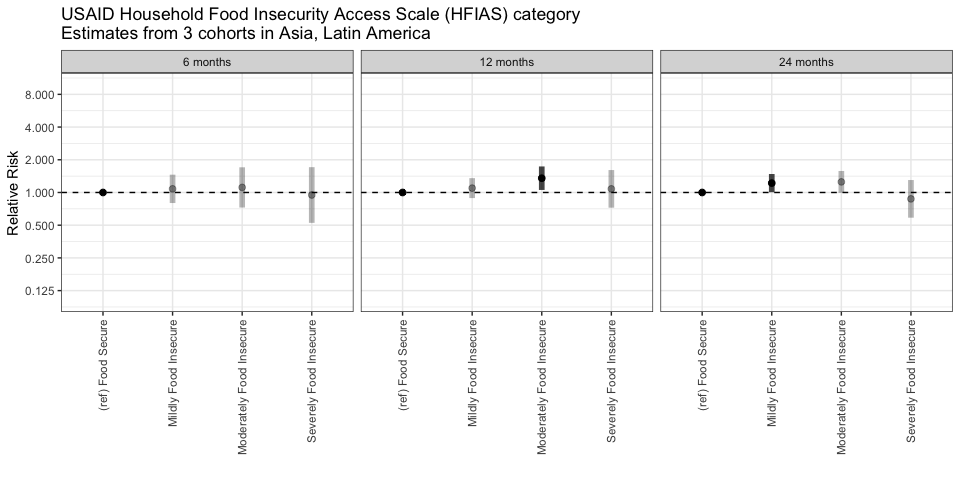 USAID Household Food Insecurity Access Scale (HFIAS) category
Estimates from 3 cohorts in Asia, Latin America
6 months
12 months
24 months
Relative Risk
8.000
4.000
2.000
1.000
0.500
0.250
0.125
(ref) Food Secure
Mildly Food Insecure
Moderately Food Insecure
Severely Food Insecure
(ref) Food Secure
Mildly Food Insecure
Moderately Food Insecure
Severely Food Insecure
(ref) Food Secure
Mildly Food Insecure
Moderately Food Insecure
Severely Food Insecure